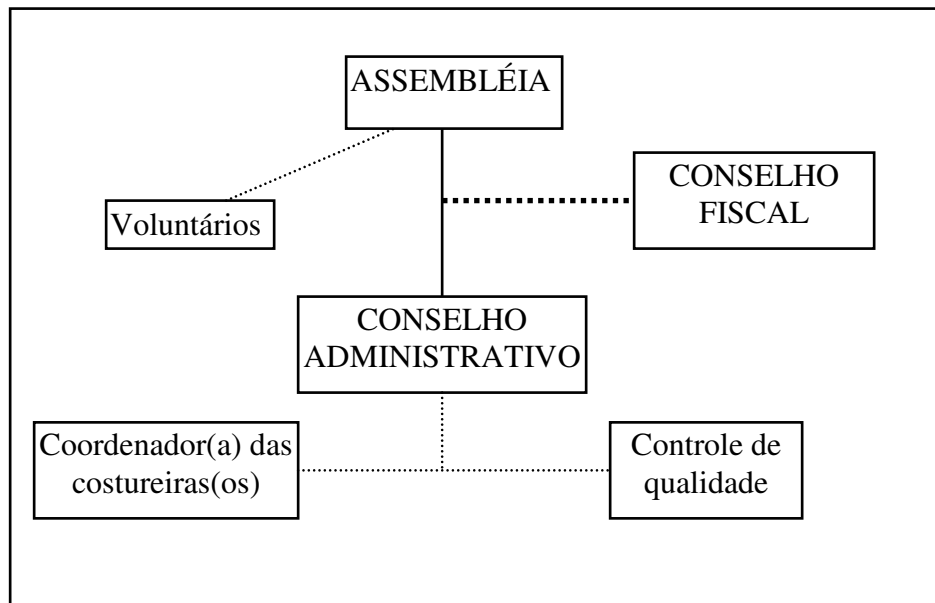 ASSEMBLÉIA
CONSELHO
FISCAL
Voluntários
CONSELHO
ADMINISTRATIVO
Coordenador(a) das
costureiras(os)
Controle de
qualidade